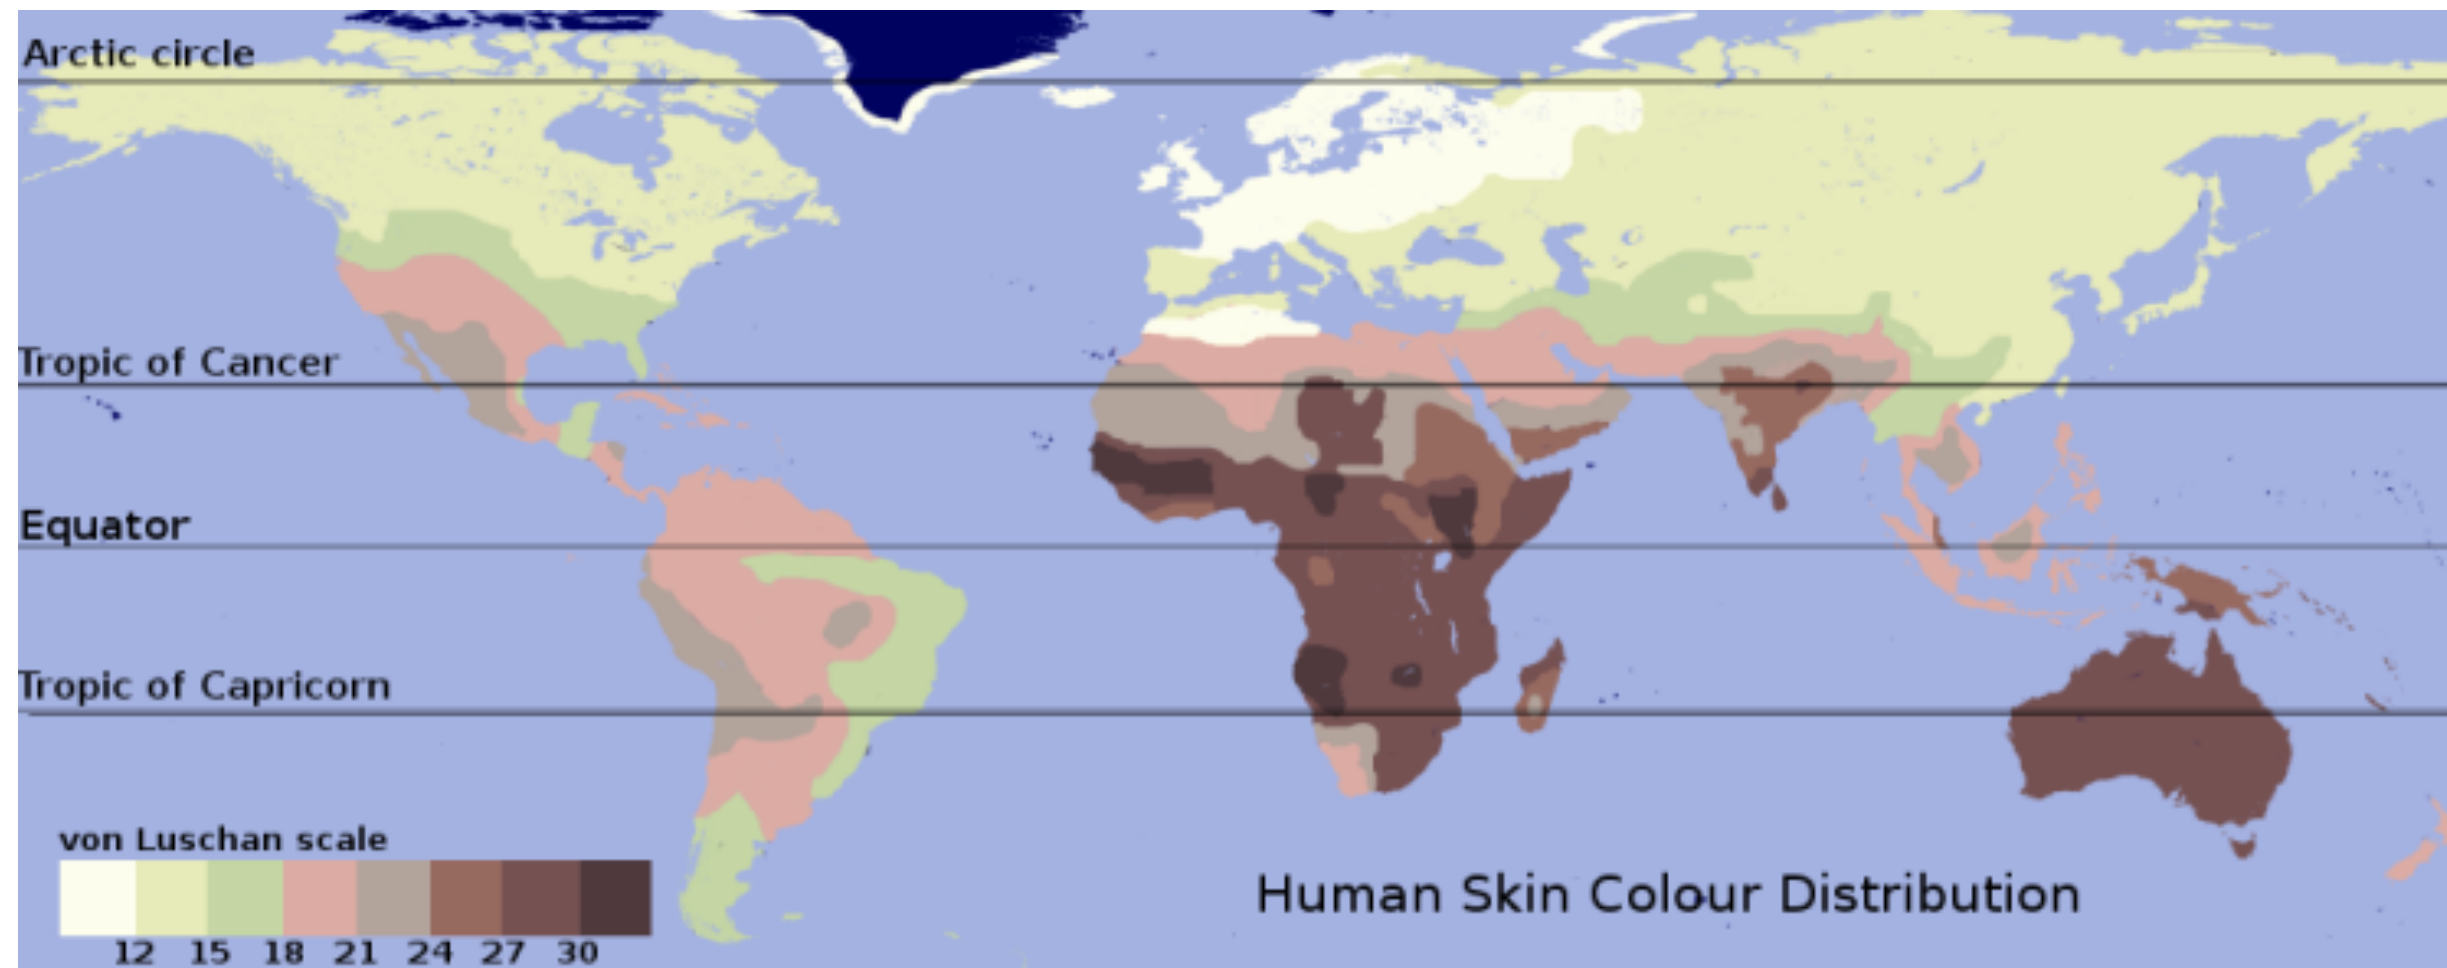 Arctic circle
Tropic of Cancer
Equator
Tropic of Capricorn
von Luschan scale
12 15 18 21 24 27 30
Human Skin Colour Distribution